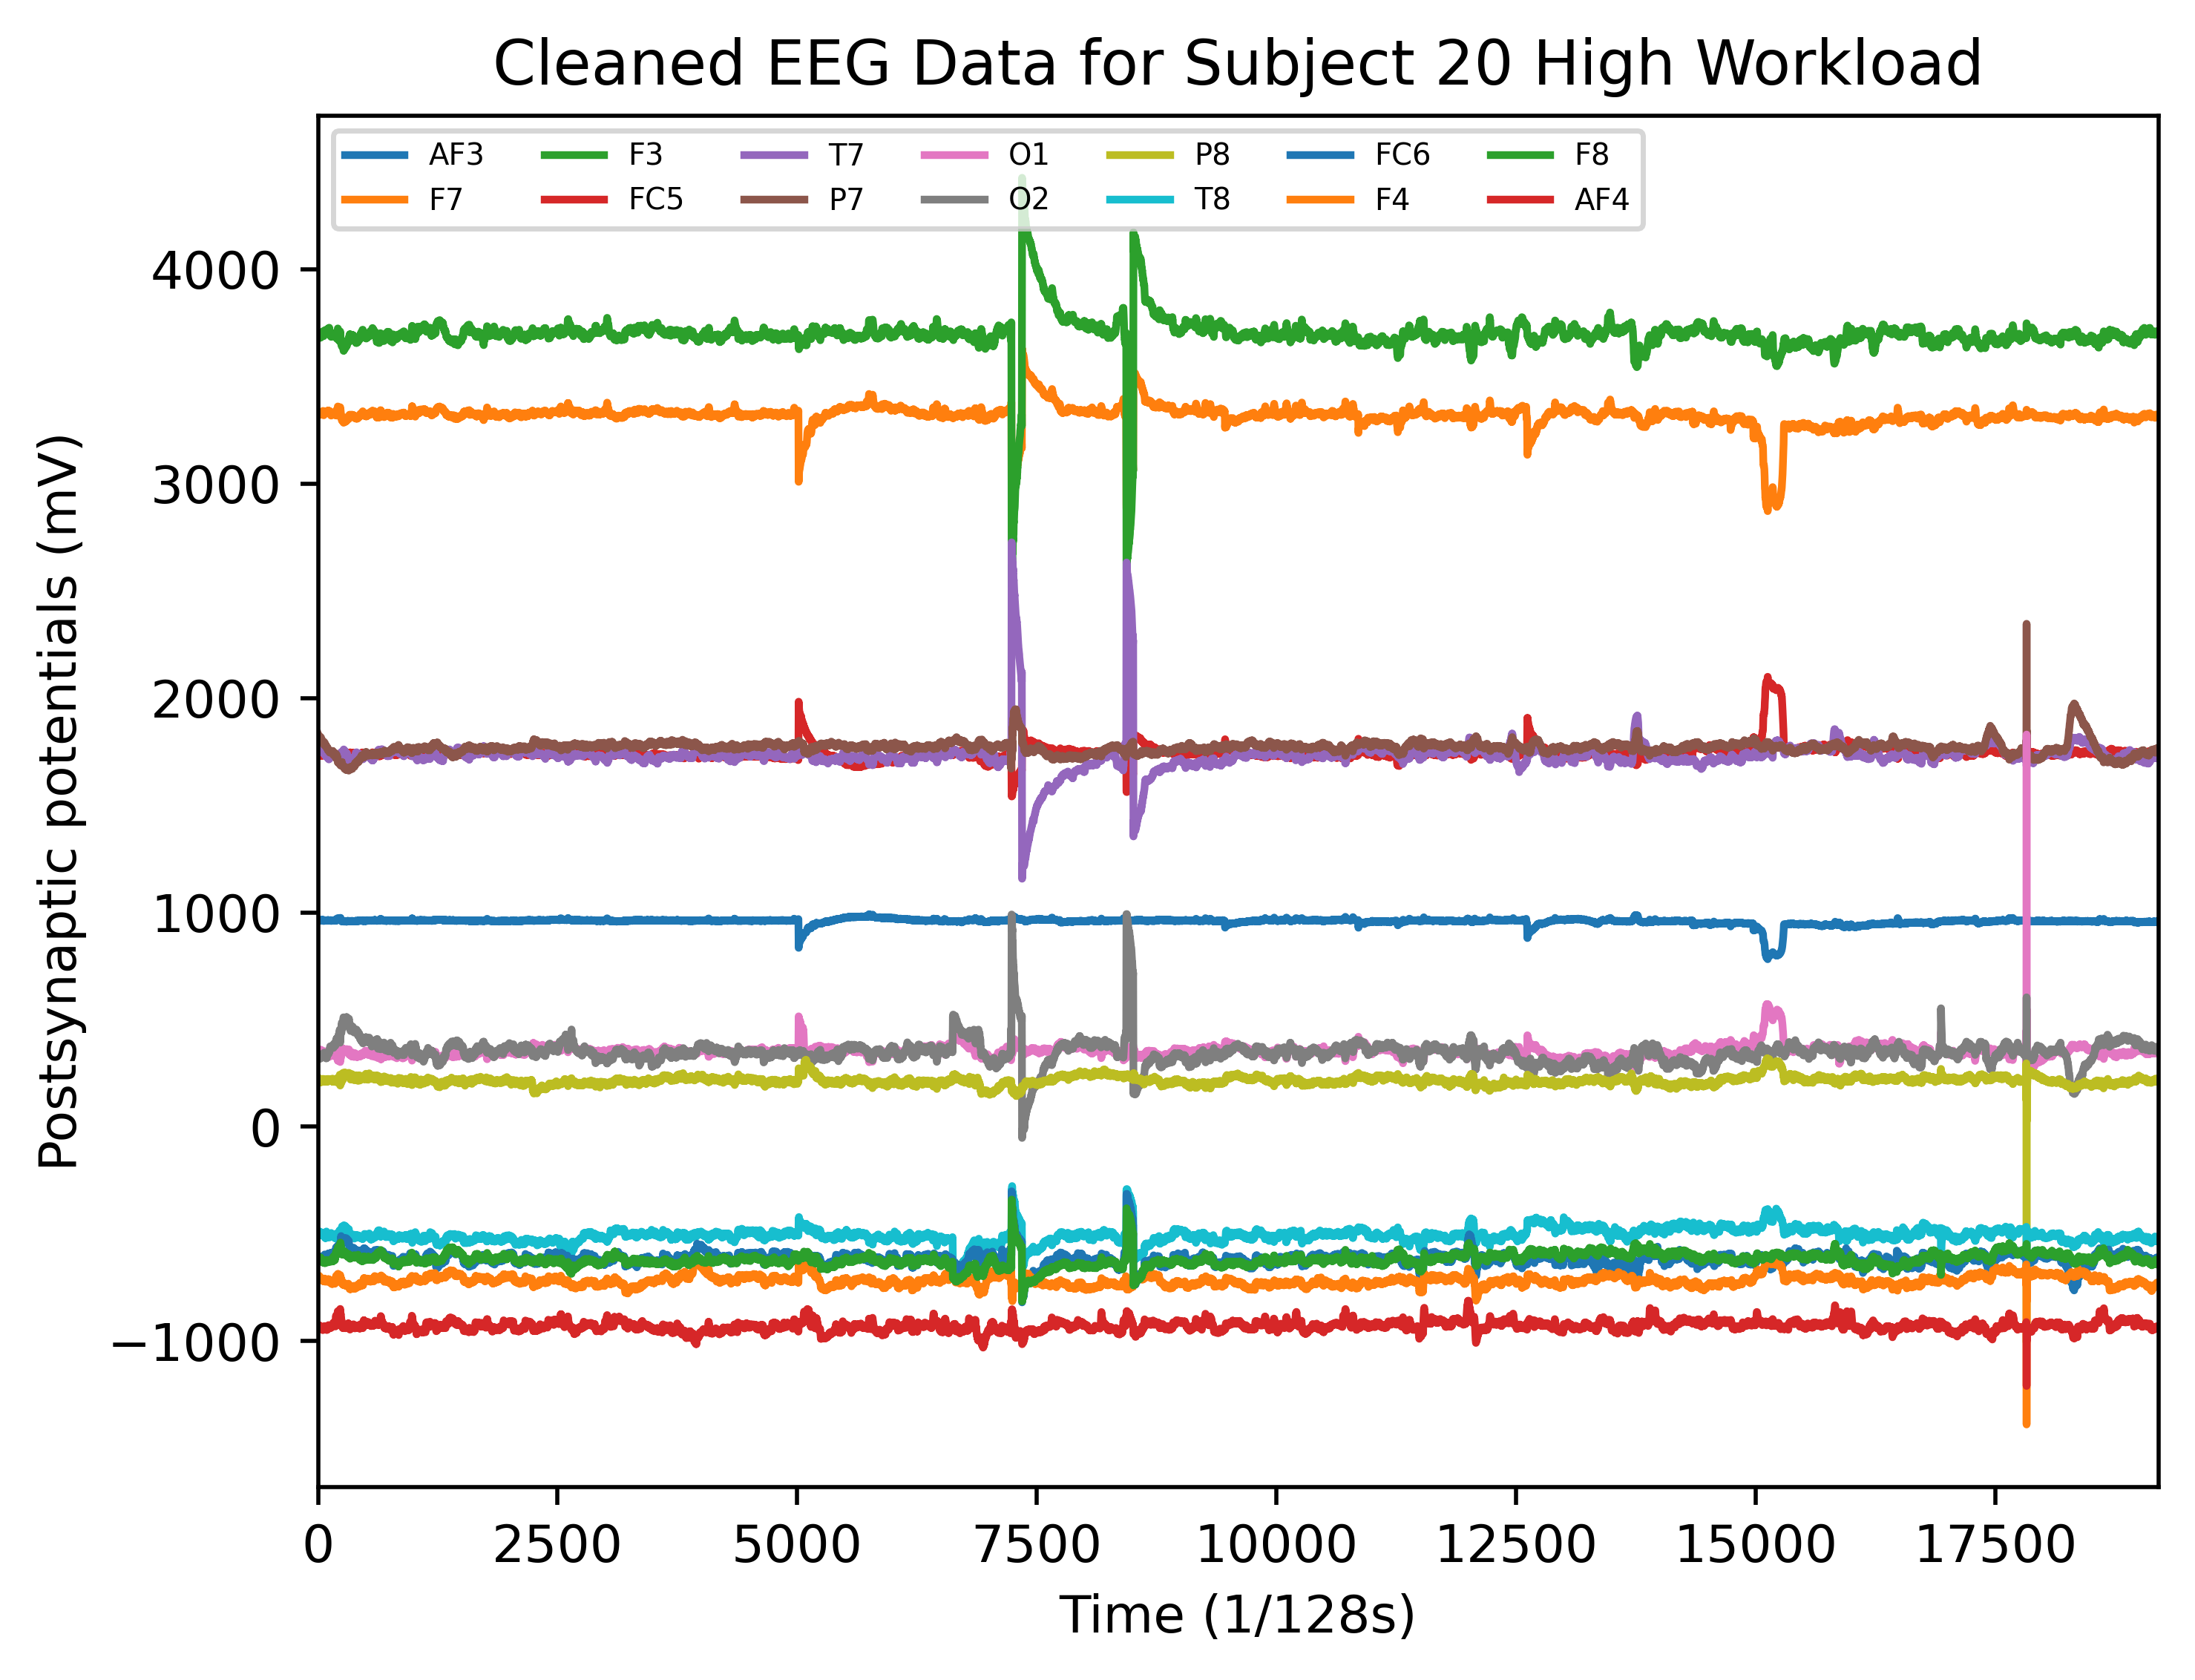 Cleaned EEG Data for Subject 20 High Workload
AF3 F3 T7 O1 P8 FC6 F8
F7 FC5 P7 O2 T8 F4 AF4
4000
3000
2000
1000
0
−1000
Postsynaptic potentials (mV)
0 2500 5000 7500 10000 12500 15000 17500
Time (1/128s)